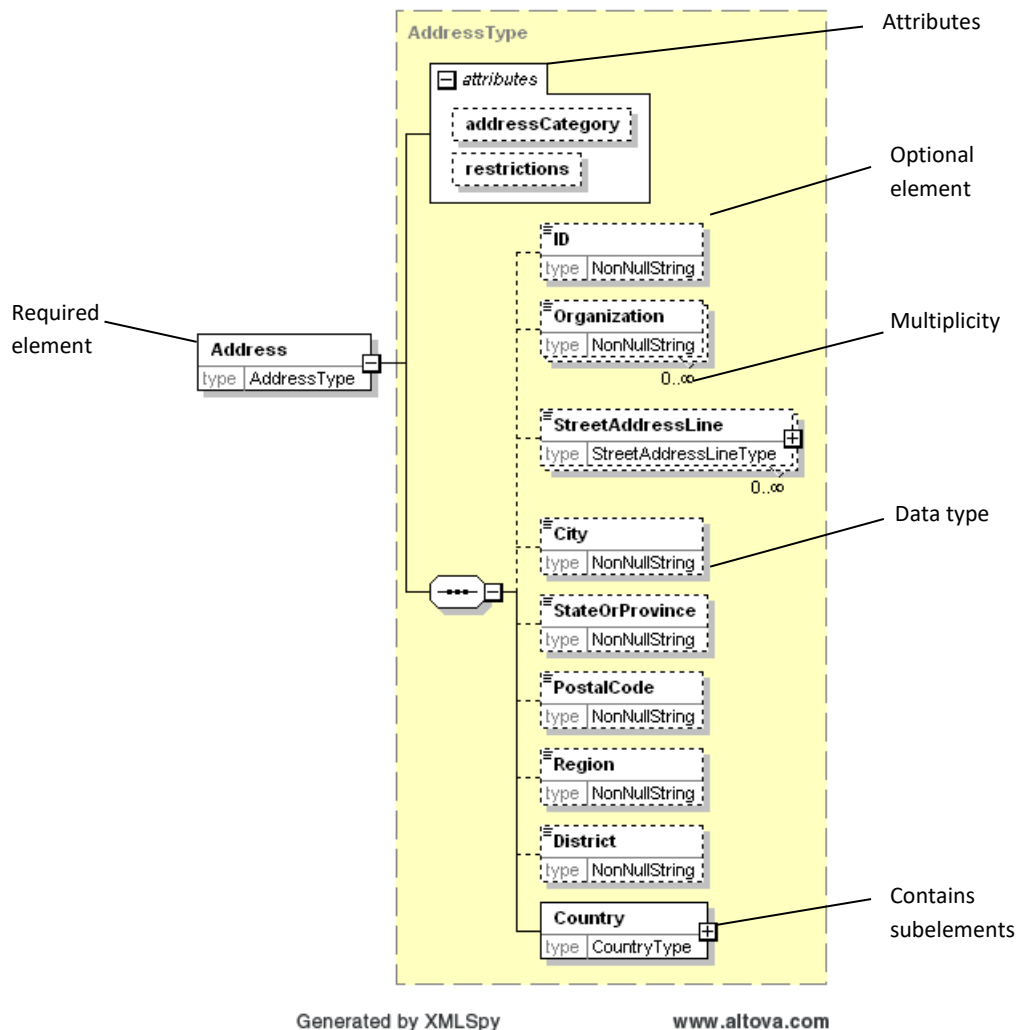 Attributes
AddressType
attributes
addressCategory
restrictions
Optional
element
ID
type NonNullString
Organization
type NonNullString
0..∞
Multiplicity
Required
element
Address
type AddressType
StreetAddressLine
type StreetAddressLineType
0..∞
Data type
City
type NonNullString
StateOrProvince
type NonNullString
PostalCode
type NonNullString
Region
type NonNullString
District
type NonNullString
Country
type CountryType
Contains
subelements
Generated by XMLSpy www.altova.com